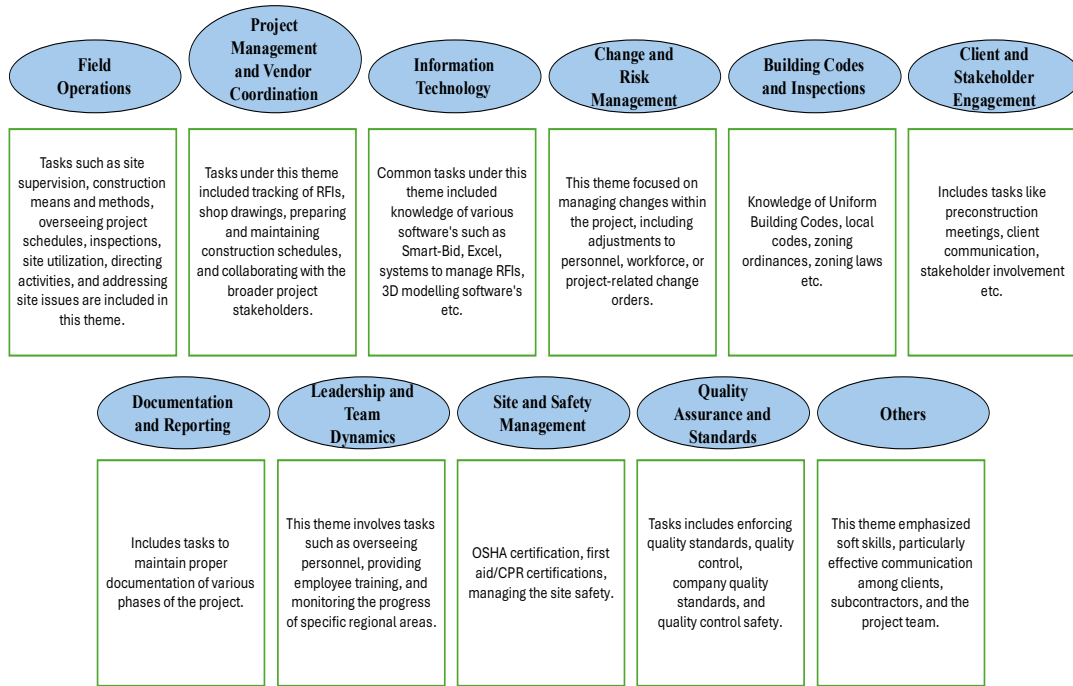 Field
Operations
Project
Management
and Vendor
Coordination
Information
Technology
Change and
Risk
Management
Building Codes
and Inspections
Client and
Stakeholder
Engagement
Tasks such as site
supervision, construction
means and methods,
overseeing project
schedules, inspections,
site utilization, directing
activities, and addressing
site issues are included in
this theme.
Tasks under this theme
included tracking of RFIs,
shop drawings, preparing
and maintaining
construction schedules,
and collaborating with the
broader project
stakeholders.
Common tasks under this
theme included
knowledge of various
software's such as
Smart-Bid, Excel,
systems to manage RFIs,
3D modelling software's
etc.
This theme focused on
managing changes within
the project, including
adjustments to
personnel, workforce, or
project-related change
orders.
Knowledge of Uniform
Building Codes, local
codes, zoning
ordinances, zoning laws
etc.
Includes tasks like
preconstruction
meetings, client
communication,
stakeholder involvement
etc.
Documentation
and Reporting
Leadership and
Team
Dynamics
Site and Safety
Management
Quality
Assurance and
Standards
Others
Includes tasks to
maintain proper
documentation of various
phases of the project.
This theme involves tasks
such as overseeing
personnel, providing
employee training, and
monitoring the progress
of specific regional areas.
OSHA certification, first
aid/CPR certifications,
managing the site safety.
Tasks includes enforcing
quality standards, quality
control,
company quality
standards, and
quality control safety.
This theme emphasized
soft skills, particularly
effective communication
among clients,
subcontractors, and the
project team.